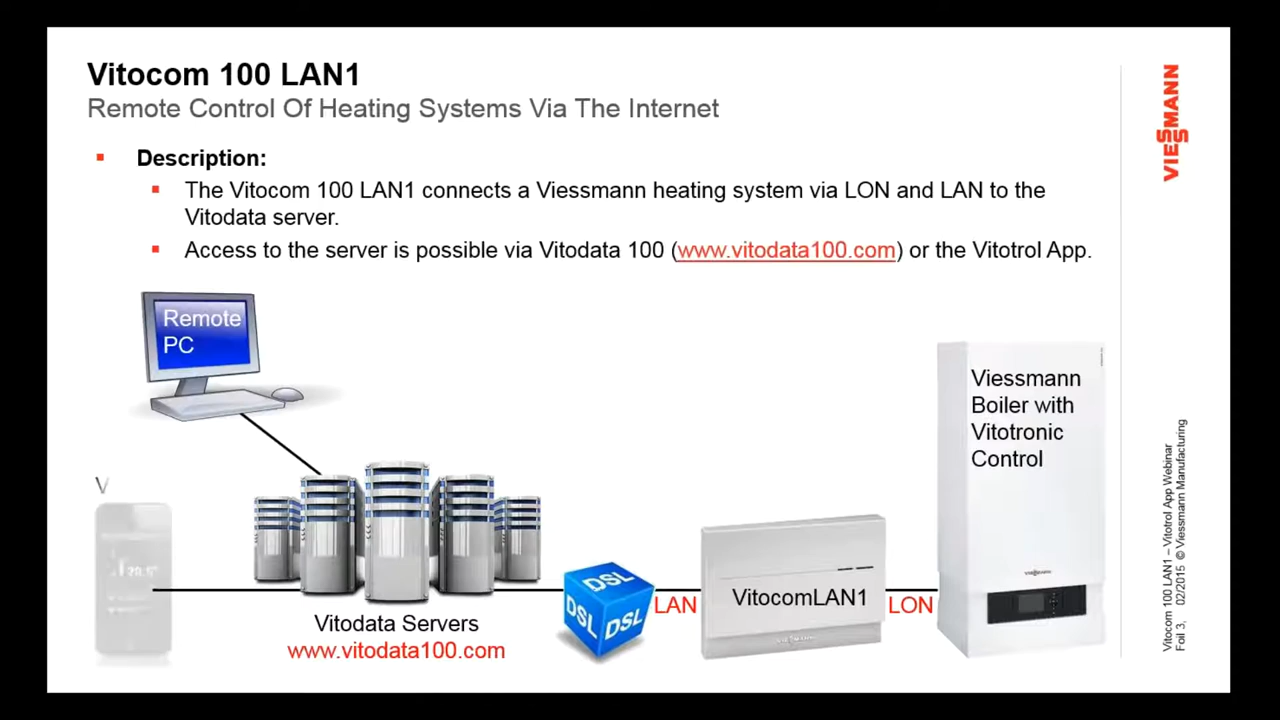 Vitocom 100 LAN1
Remote Control Of Heating Systems Via The Internet
VIESSMANN
Description:
The Vitocom 100 LAN1 connects a Viessmann heating system via LON and LAN to the
Vitodata server.
Access to the server is possible via Vitodata 100 (www.vitodata100.com) or the Vitotrol App.
Remote
PC
Viessmann
Boiler with
Vitotronic
Control
V
DSL
DSL
DSL
LAN
VitocomLAN1
VIESMANN
LON
VIESMANN
Vitodata Servers
www.vitodata100.com
Vitocom 100 LAN1 – Vitotrol App Webinar
Foil 3, 02/2015 © Viessmann Manufacturing